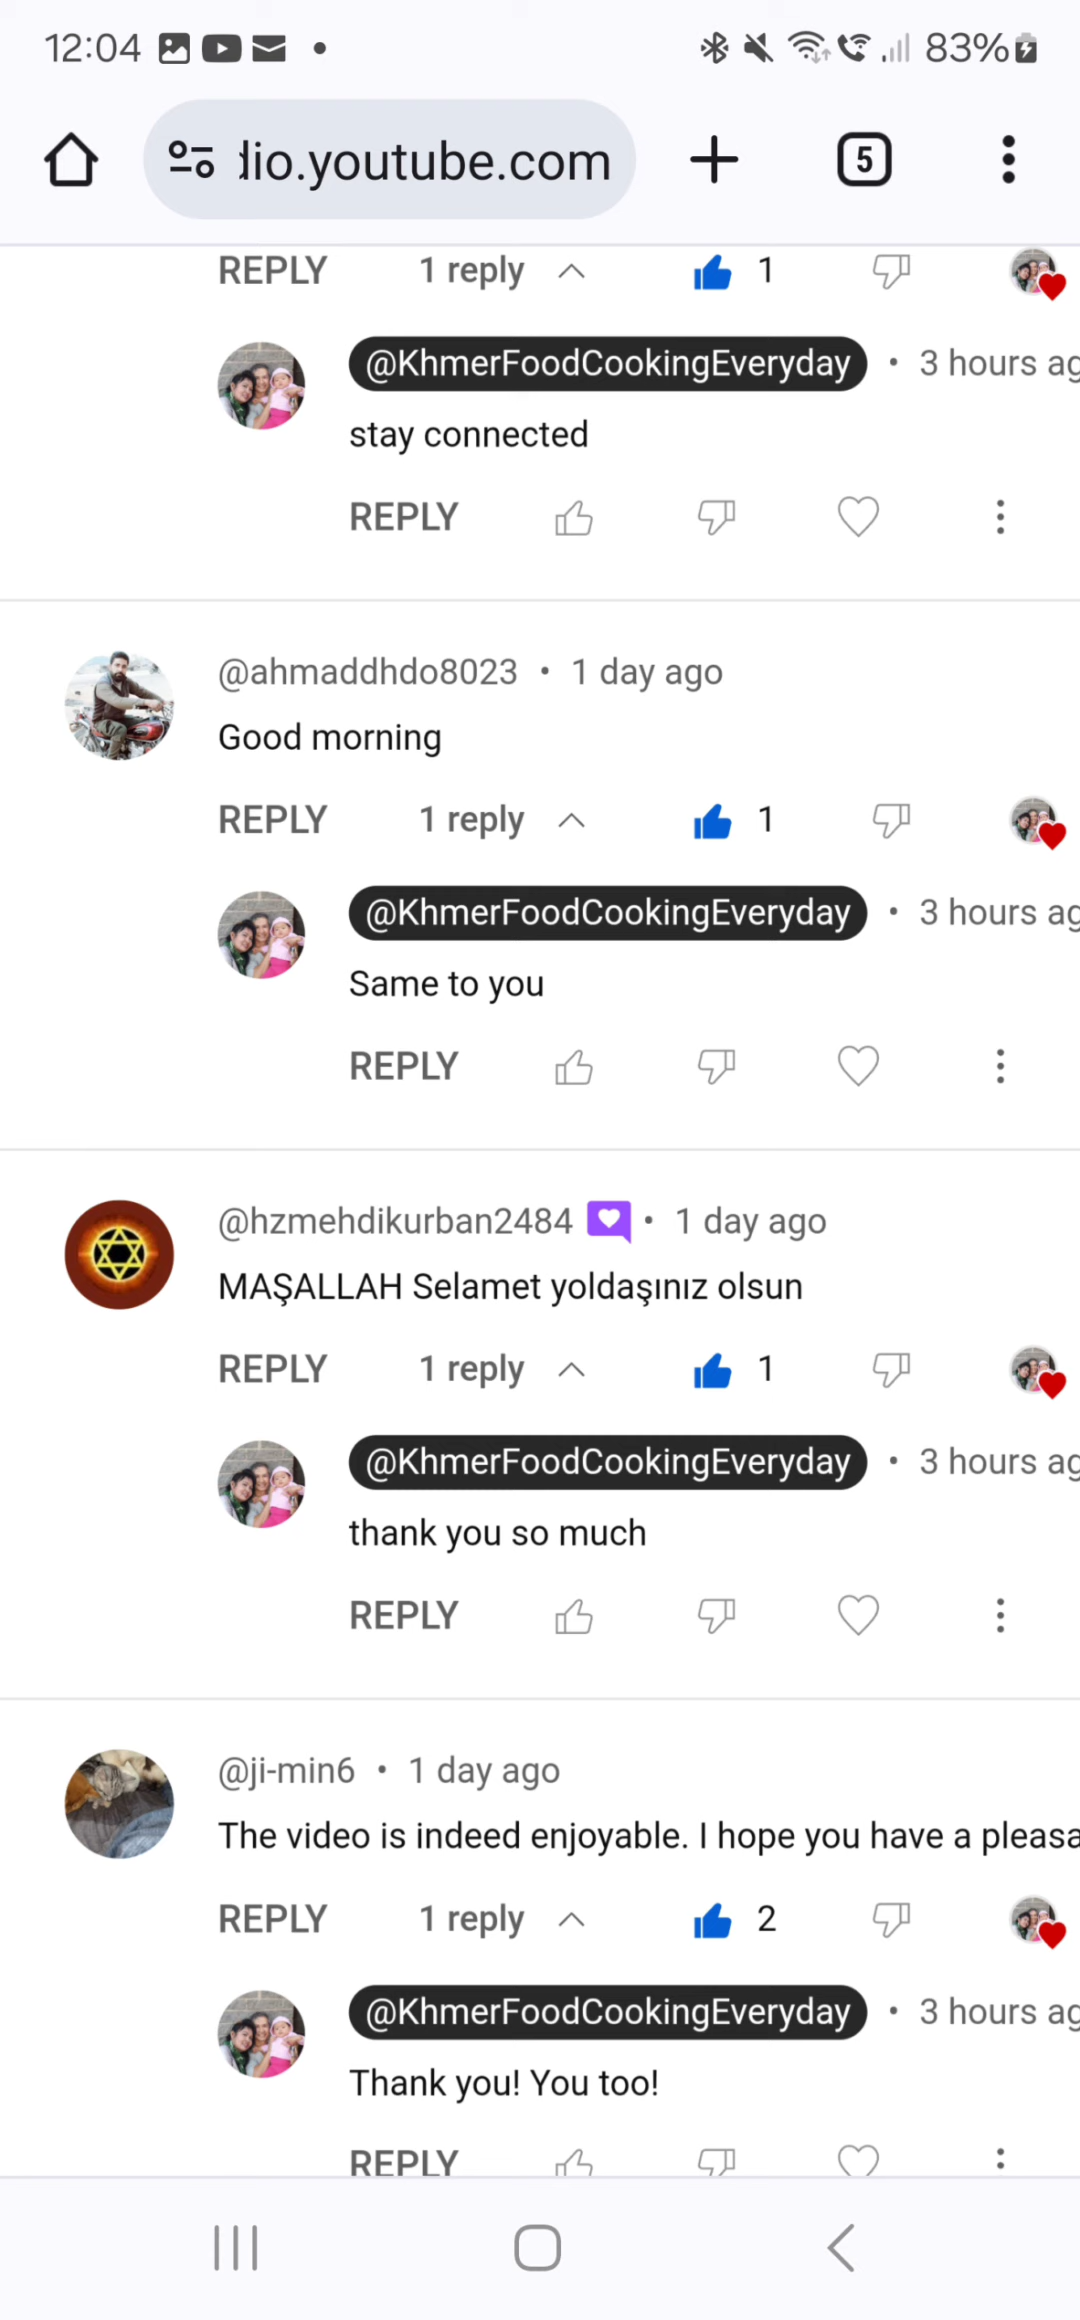 12:04 83%
dio.youtube.com 5
REPLY 1 reply 1
@KhmerFoodCookingEveryday • 3 hours ag
stay connected
REPLY
@ahmaddhdo8023 • 1 day ago
Good morning
REPLY 1 reply 1
@KhmerFoodCookingEveryday • 3 hours ag
Same to you
REPLY
@hzmehdikurban2484 • 1 day ago
MAŞALLAH Selamet yoldaşınız olsun
REPLY 1 reply 1
@KhmerFoodCookingEveryday • 3 hours ag
thank you so much
REPLY
@ji-min6 • 1 day ago
The video is indeed enjoyable. I hope you have a pleasa
REPLY 1 reply 2
@KhmerFoodCookingEveryday • 3 hours ag
Thank you! You too!
REPLY